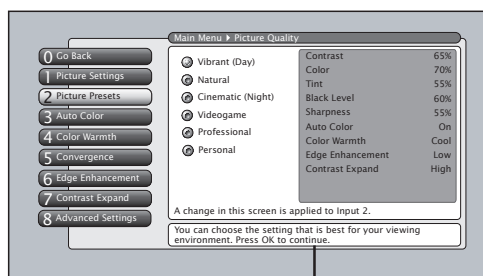 Main Menu ▶ Picture Quality
0 Go Back
1 Picture Settings
2 Picture Presets
3 Auto Color
4 Color Warmth
5 Convergence
6 Edge Enhancement
7 Contrast Expand
8 Advanced Settings
Vibrant (Day)
Natural
Cinematic (Night)
Videogame
Professional
Personal
Contrast 65%
Color 70%
Tint 55%
Black Level 60%
Sharpness 55%
Auto Color On
Color Warmth Cool
Edge Enhancement Low
Contrast Expand High
A change in this screen is applied to Input 2.
You can choose the setting that is best for your viewing
environment. Press OK to continue.